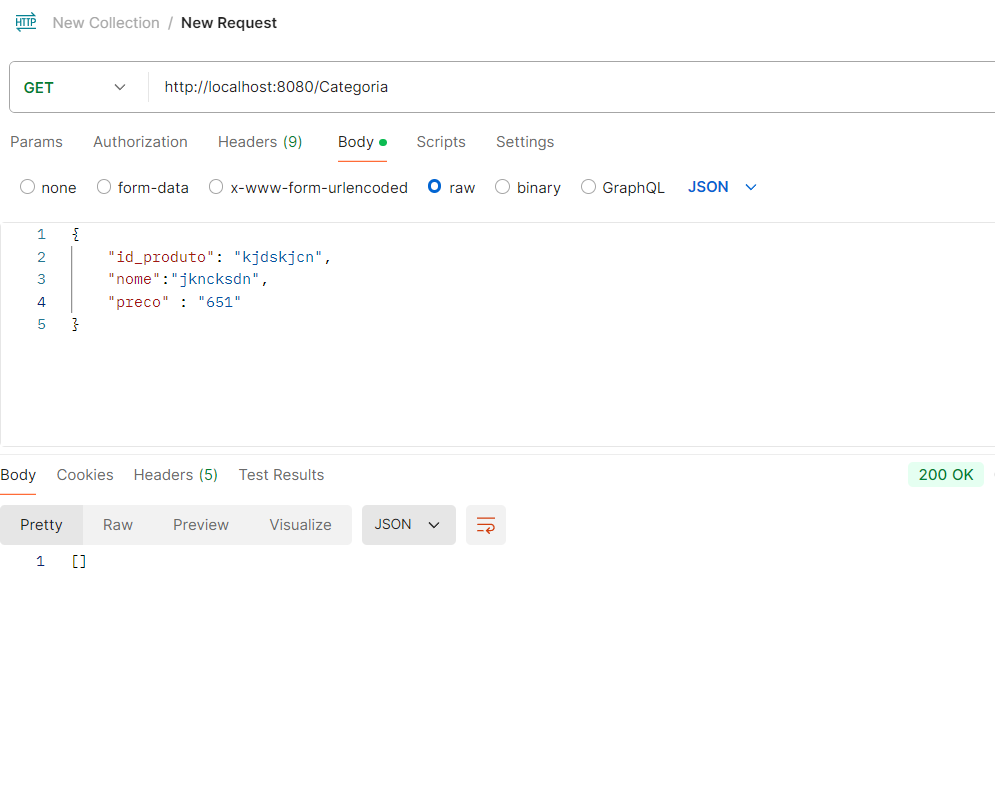 HTTP New Collection / New Request
GET http://localhost:8080/Categoria
Params Authorization Headers (9) Body Scripts Settings
none form-data x-www-form-urlencoded raw binary GraphQL JSON
1 {
2 "id_produto": "kjdskjcn",
3 "nome":"jkncksdn",
4 "preco" : "651"
5 }
Body Cookies Headers (5) Test Results 200 OK
Pretty Raw Preview Visualize JSON
1 []